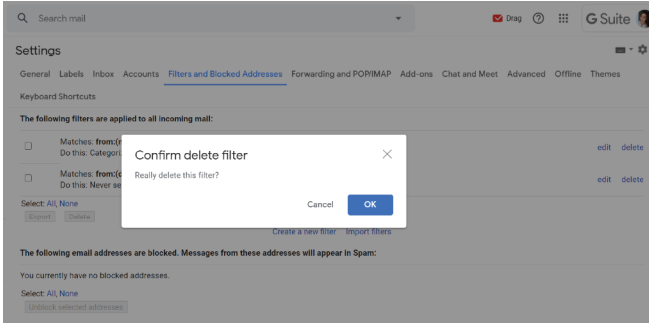 Search mail
Drag
G Suite
Settings
General Labels Inbox Accounts Filters and Blocked Addresses Forwarding and POP/IMAP Add-ons Chat and Meet Advanced Offline Themes
Keyboard Shortcuts
The following filters are applied to all incoming mail:
Matches: from:(
Do this: Categori
edit delete
Matches: from:(
Do this: Never se
edit delete
Confirm delete filter
Really delete this filter?
Cancel OK
Select: All, None
Export Delete
Create a new filter Import filters
The following email addresses are blocked. Messages from these addresses will appear in Spam:
You currently have no blocked addresses.
Select: All, None
Unblock selected addresses